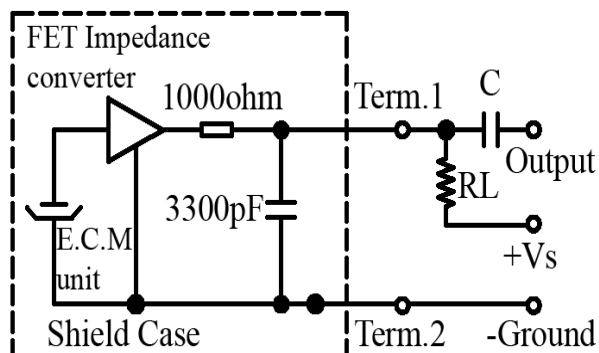 FET Impedance
converter
1000ohm
Term.1
C
Output
RL
3300pF
E.C.M
unit
+Vs
Shield Case
Term.2
-Ground